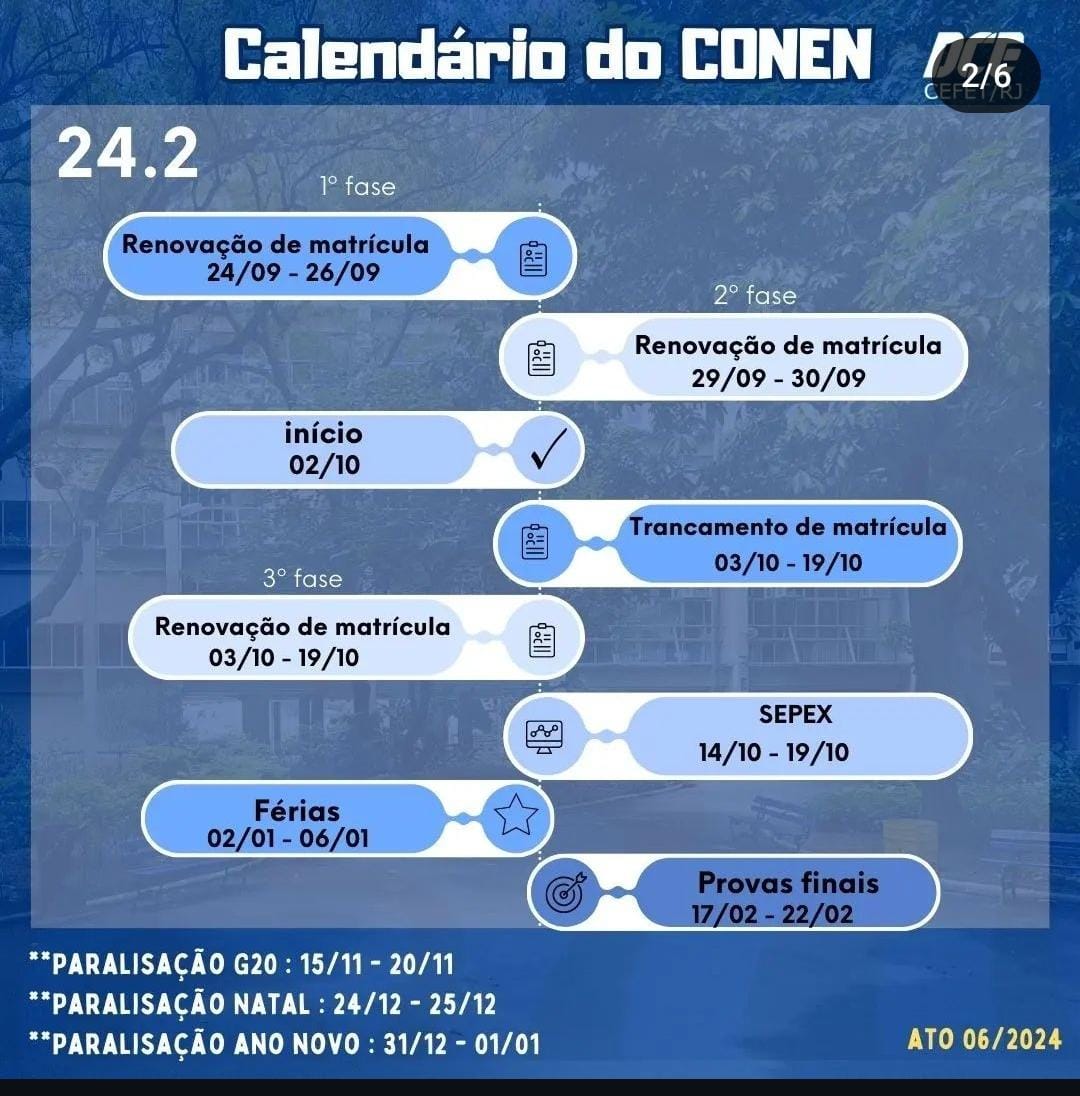 Calendário do CONEN
2/6
CEFET/RJ
24.2
1º fase
Renovação de matrícula
24/09 - 26/09
2º fase
Renovação de matrícula
29/09 - 30/09
início
02/10
Trancamento de matrícula
03/10 - 19/10
3º fase
Renovação de matrícula
03/10 - 19/10
SEPEX
14/10 - 19/10
Férias
02/01 - 06/01
Provas finais
17/02 - 22/02
**PARALISAÇÃO G20 : 15/11 - 20/11
**PARALISAÇÃO NATAL : 24/12 - 25/12
**PARALISAÇÃO ANO NOVO : 31/12 - 01/01
ATO 06/2024